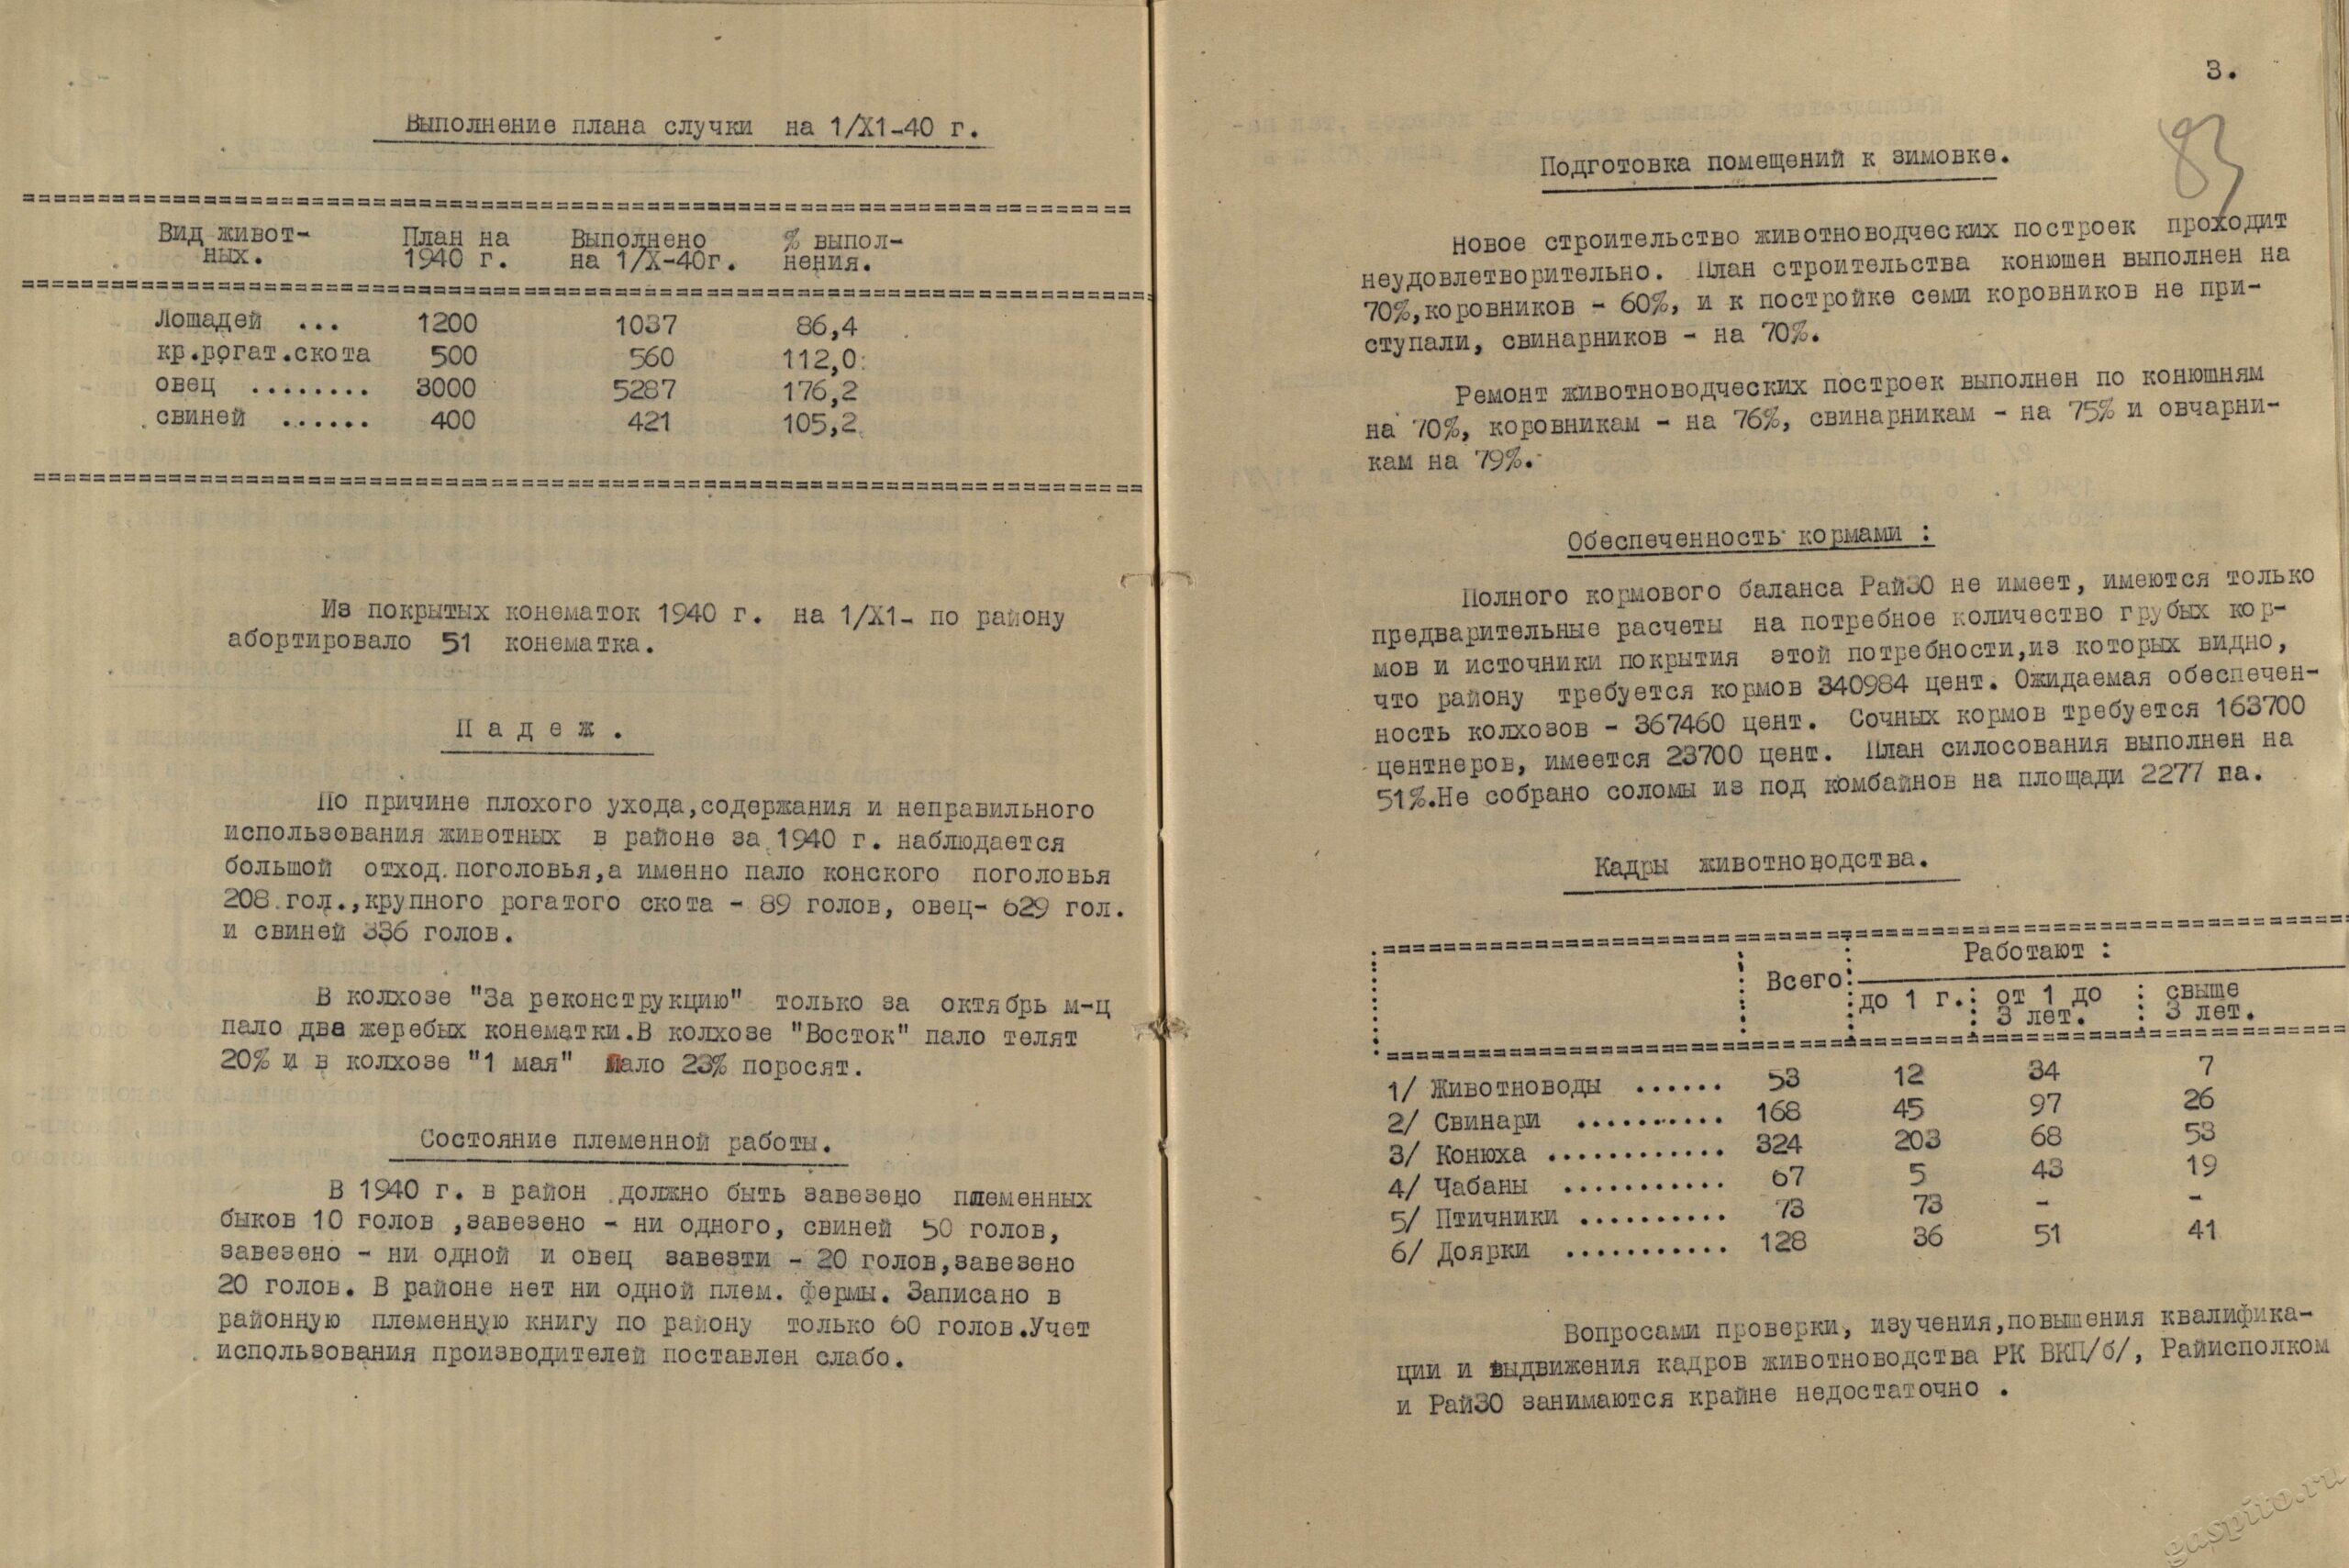 Выполнение плана случки на 1/X1-40 г.
Вид живот- План на Выполнено % выпол-
ных. 1940 г. на 1/X-40г. нения.
Лошадей ... 1200 1037 86,4
кр.рогат.скота 500 560 112,0
овец ........ 3000 5287 176,2
свиней ...... 400 421 105,2
Из покрытых конематок 1940 г. на 1/X1- по району
абортировало 51 конематка.
Падеж.
По причине плохого ухода,содержания и неправильного
использования животных в районе за 1940 г. наблюдается
большой отход поголовья,а именно пало конского поголовья
208 гол.,крупного рогатого скота - 89 голов, овец- 629 гол.
и свиней 336 голов.
В колхозе "За реконструкцию" только за октябрь м-ц
пало два жеребых конематки.В колхозе "Восток" пало телят
20% и в колхозе "1 мая" пало 23% поросят.
Состояние племенной работы.
В 1940 г. в район должно быть завезено племенных
быков 10 голов ,завезено - ни одного, свиней 50 голов,
завезено - ни одной и овец завезти - 20 голов,завезено
20 голов. В районе нет ни одной плем. фермы. Записано в
районную племенную книгу по району только 60 голов.Учет
использования производителей поставлен слабо.
3.
83
Подготовка помещений к зимовке.
Новое строительство животноводческих построек проходит
неудовлетворительно. План строительства конюшен выполнен на
70%,коровников - 60%, и к постройке семи коровников не при-
ступали, свинарников - на 70%.
Ремонт животноводческих построек выполнен по конюшням
на 70%, коровникам - на 76%, свинарникам - на 75% и овчарни-
кам на 79%.
Обеспеченность кормами :
Полного кормового баланса РайЗО не имеет, имеются только
предварительные расчеты на потребное количество грубых кор-
мов и источники покрытия этой потребности,из которых видно,
что району требуется кормов 340984 цент. Ожидаемая обеспечен-
ность колхозов - 367460 цент. Сочных кормов требуется 163700
центнеров, имеется 23700 цент. План силосования выполнен на
51%.Не собрано соломы из под комбайнов на площади 2277 га.
Кадры животноводства.
Работают :
Всего
до 1 г. от 1 до свыше
3 лет. 3 лет.
1/ Животноводы ...... 53 12 34 7
2/ Свинари .......... 168 45 97 26
3/ Конюха ............ 324 203 68 53
4/ Чабаны ........... 67 5 43 19
5/ Птичники .......... 73 73 - -
6/ Доярки ........... 128 36 51 41
Вопросами проверки, изучения,повышения квалифика-
ции и выдвижения кадров животноводства РК ВКП/б/, Райисполком
и РайЗО занимаются крайне недостаточно .
gaspito.ru